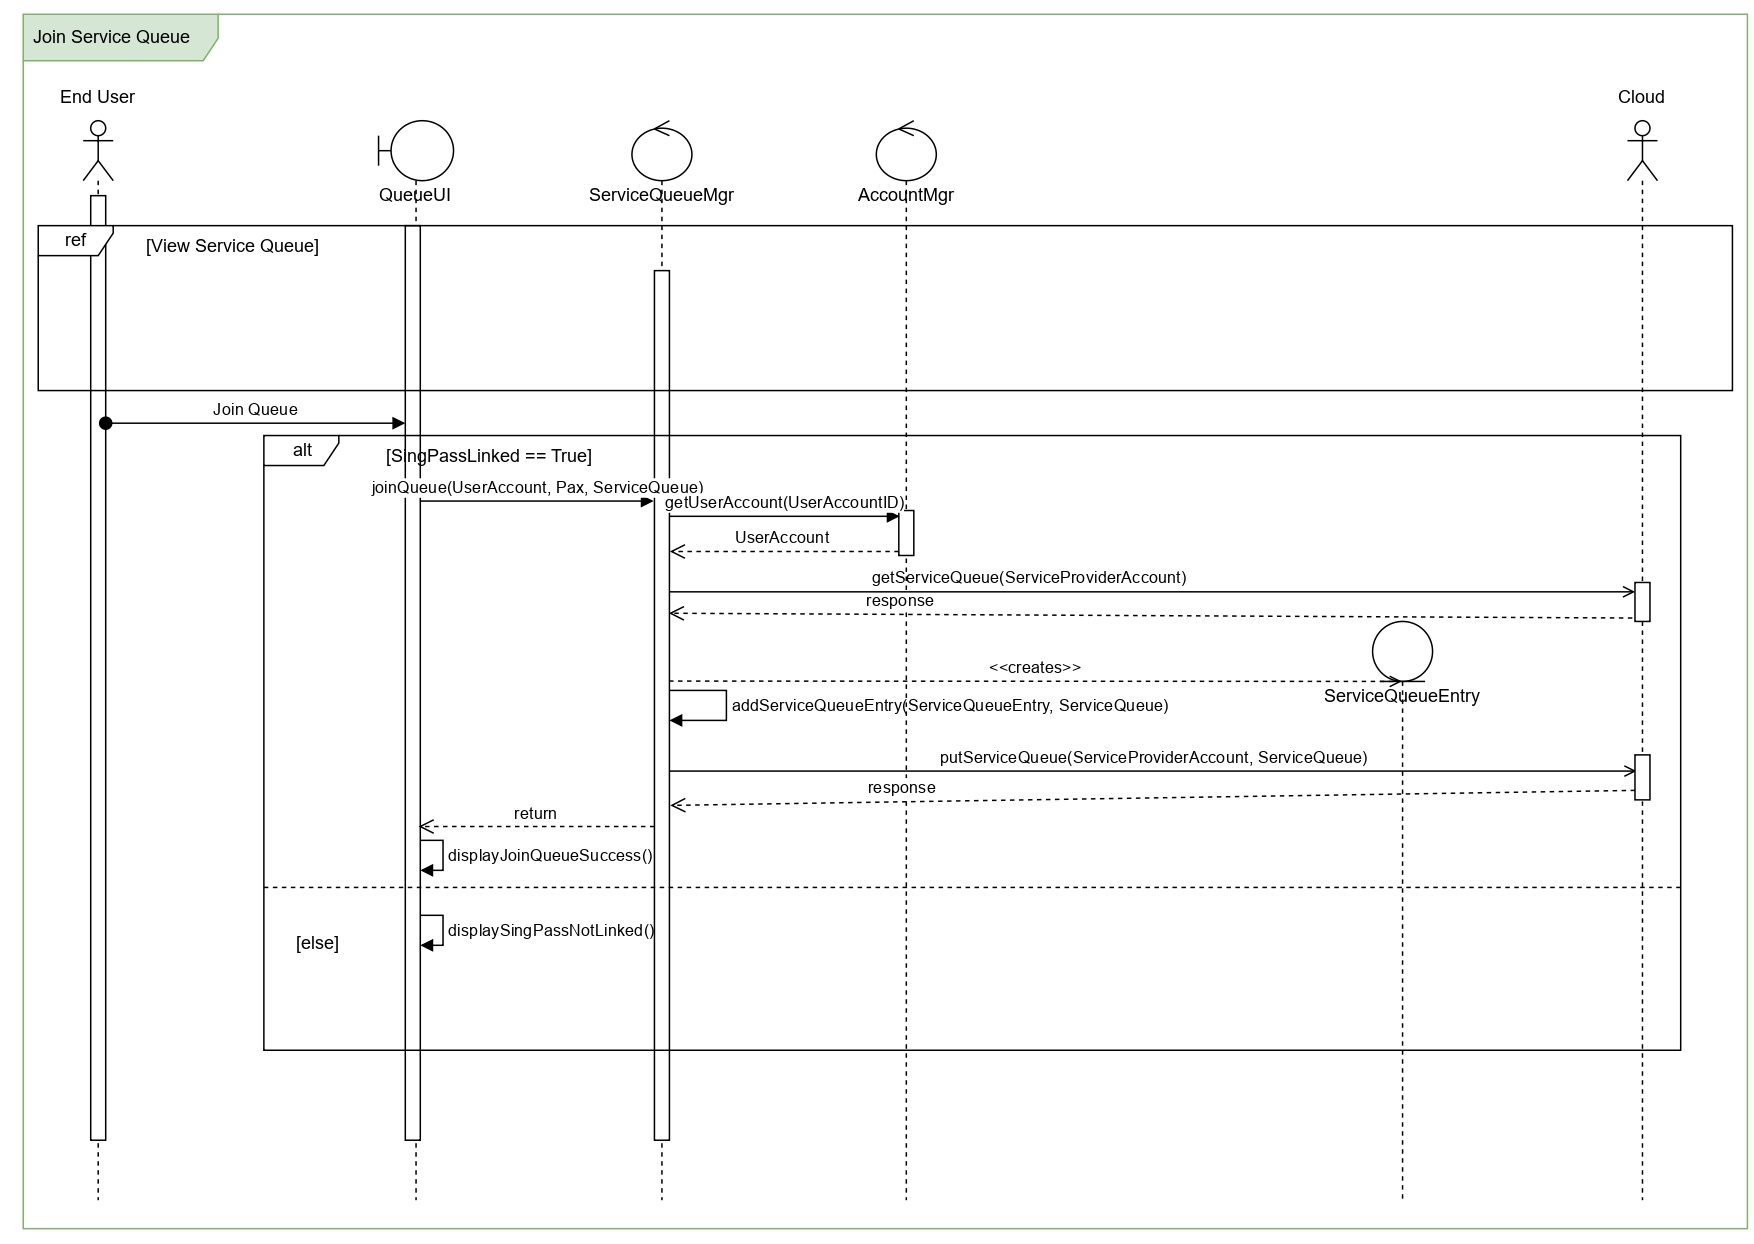 Join Service Queue
End User
Cloud
QueueUI
ServiceQueueMgr
AccountMgr
ref
[View Service Queue]
Join Queue
alt
[SingPassLinked == True]
joinQueue(UserAccount, Pax, ServiceQueue)
getUserAccount(UserAccountID)
UserAccount
getServiceQueue(ServiceProviderAccount)
response
<<creates>>
ServiceQueueEntry
addServiceQueueEntry(ServiceQueueEntry, ServiceQueue)
putServiceQueue(ServiceProviderAccount, ServiceQueue)
response
return
displayJoinQueueSuccess()
displaySingPassNotLinked()
[else]